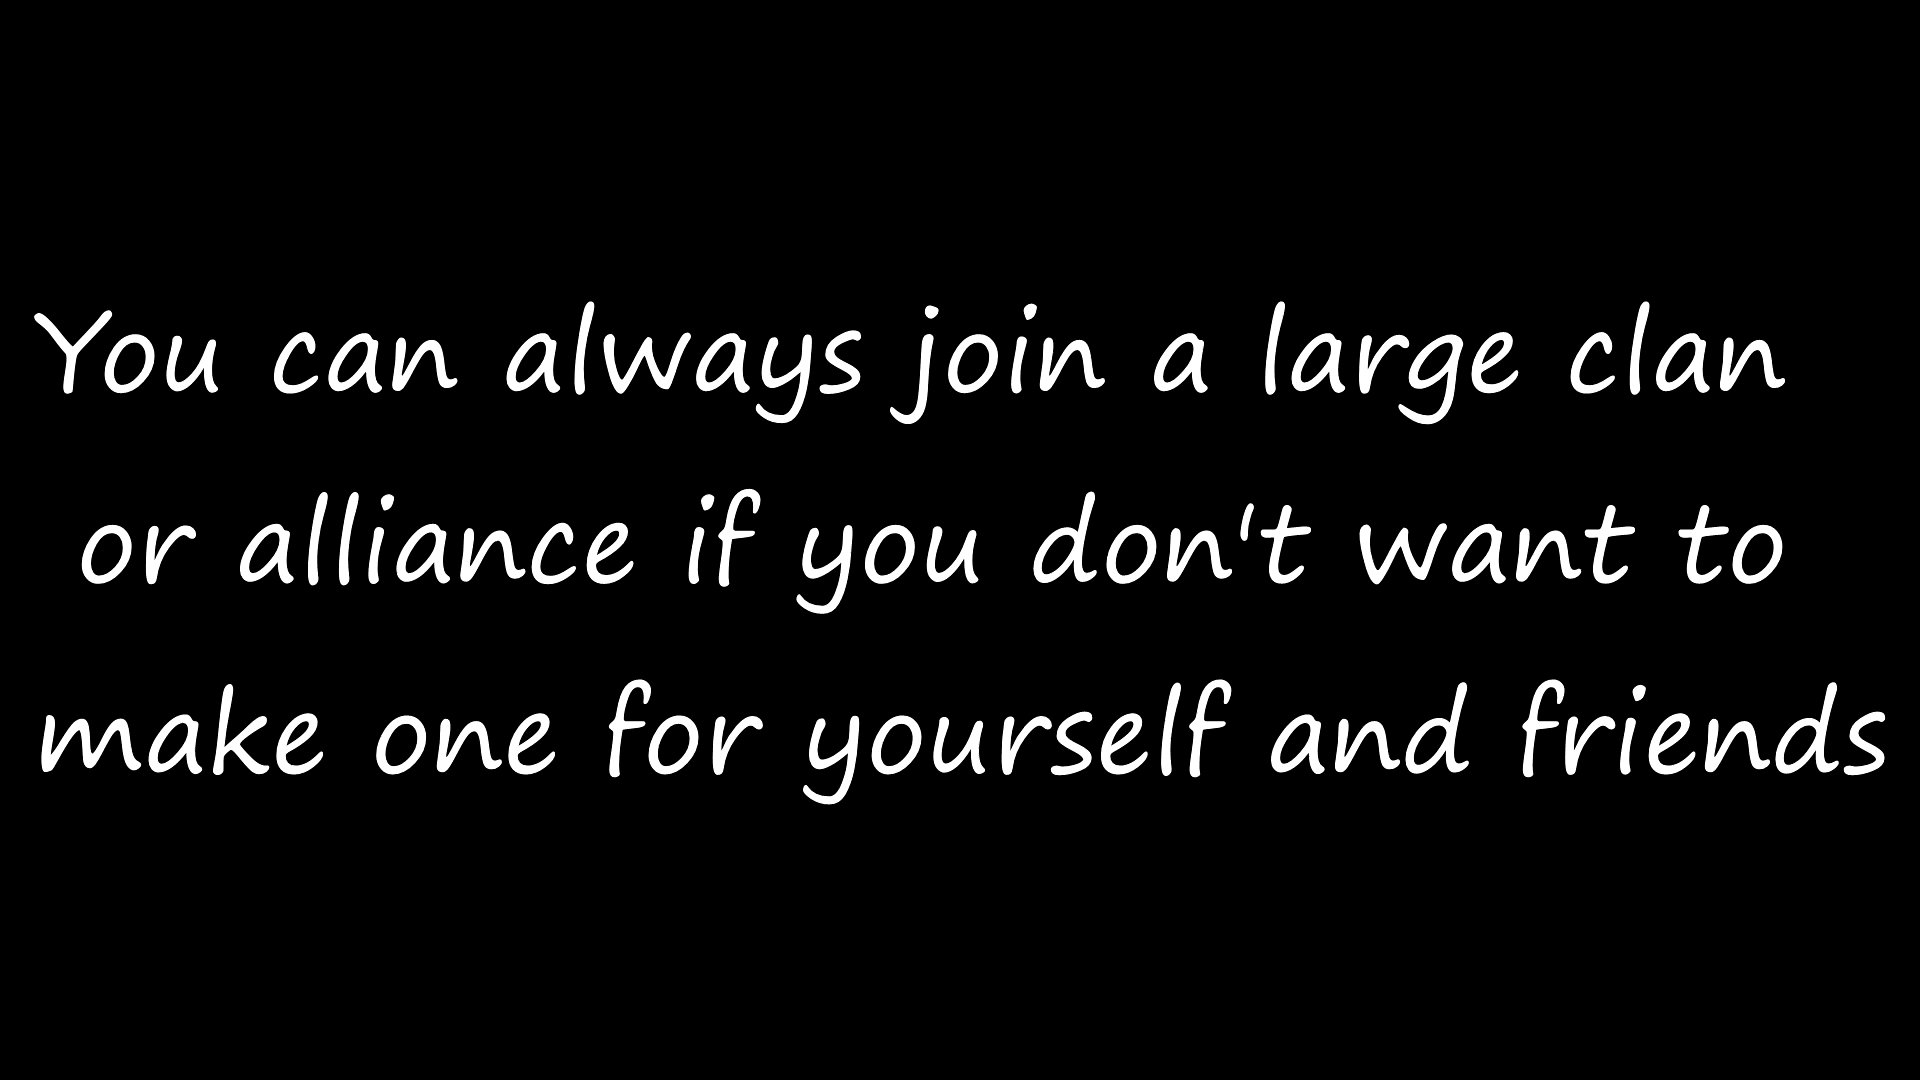 You can always join a large clan
or alliance if you don't want to
make one for yourself and friends